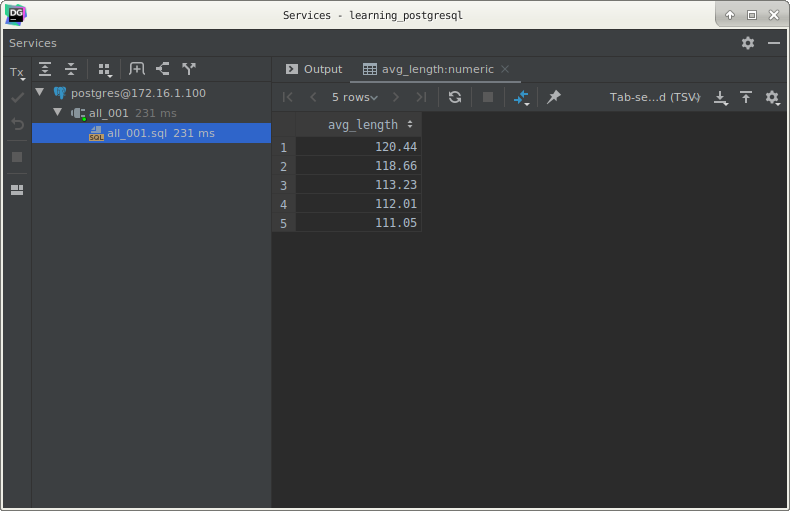 DG
Services - learning_postgresql
Services
Tx
postgres@172.16.1.100
all_001 231 ms
SQL all_001.sql 231 ms
Output
avg_length:numeric
5 rows
Tab-se...d (TSV)
avg_length
1 120.44
2 118.66
3 113.23
4 112.01
5 111.05